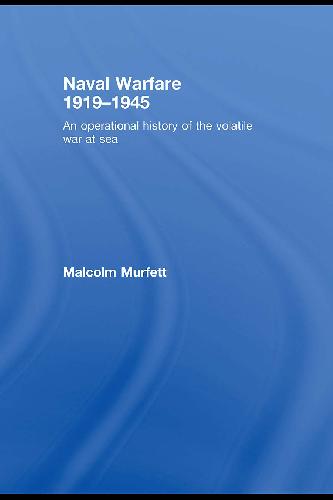 Naval Warfare
1919–1945
An operational history of the volatile
war at sea
Malcolm Murfett